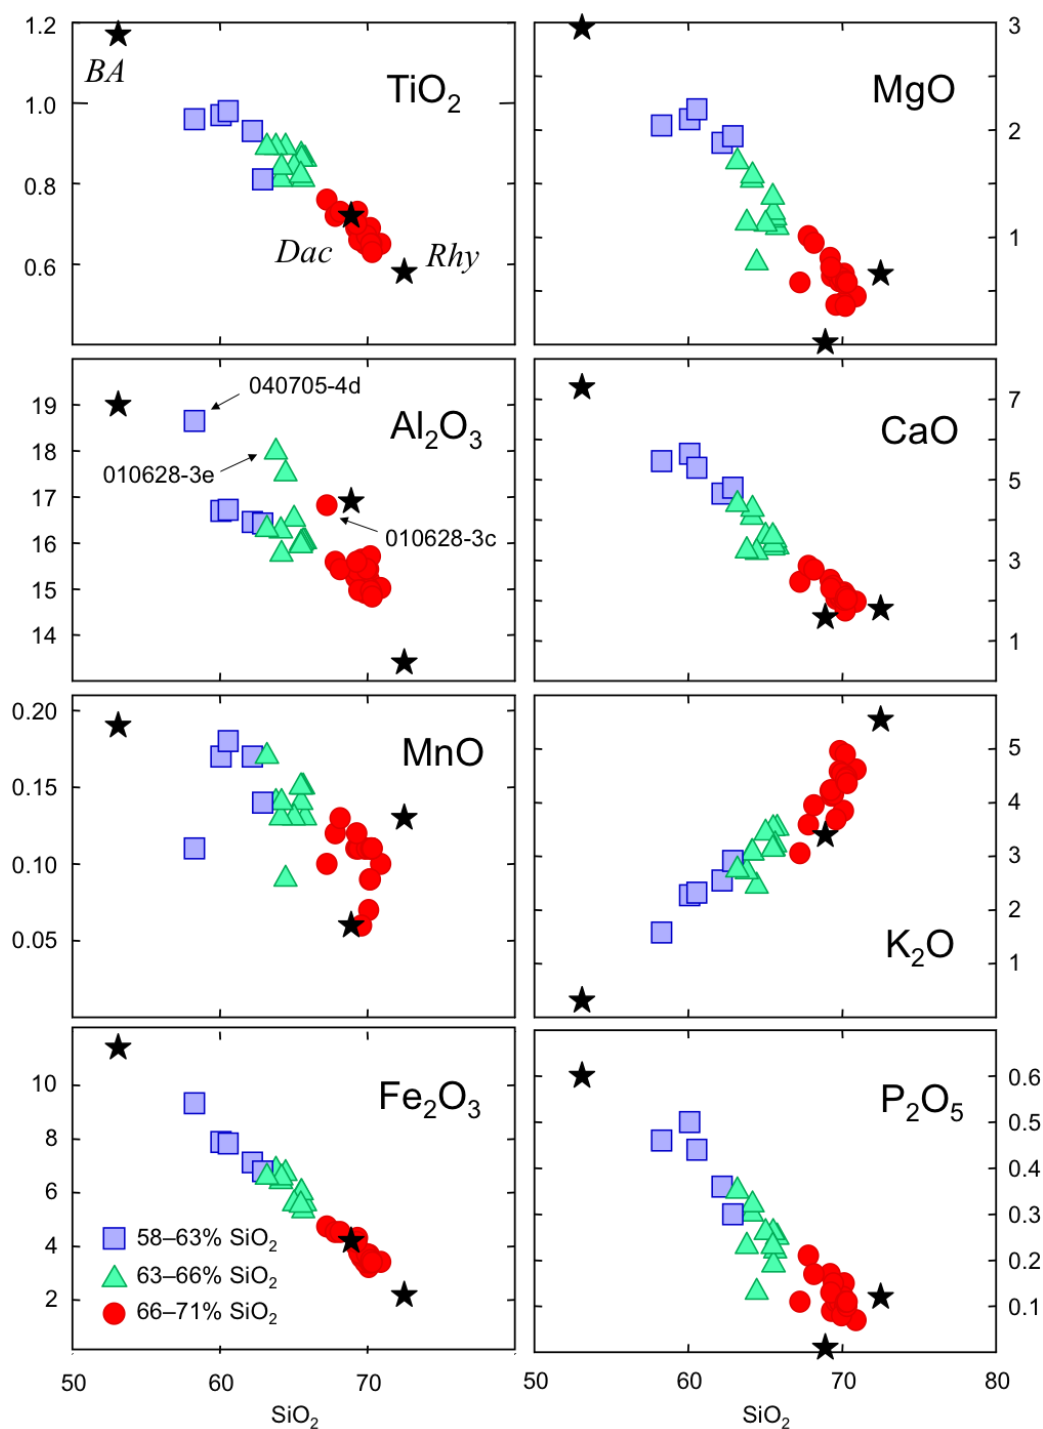 1.2
1.0
0.8
0.6
BA
TiO2
Dac
Rhy
MgO
3
2
1
19
18
17
16
15
14
040705-4d
Al2O3
010628-3e
010628-3c
CaO
7
5
3
1
0.20
0.15
0.10
0.05
MnO
K2O
5
4
3
2
1
10
8
6
4
2
Fe2O3
58–63% SiO2
63–66% SiO2
66–71% SiO2
P2O5
0.6
0.5
0.4
0.3
0.2
0.1
50 60 70 50 60 70 80
SiO2 SiO2